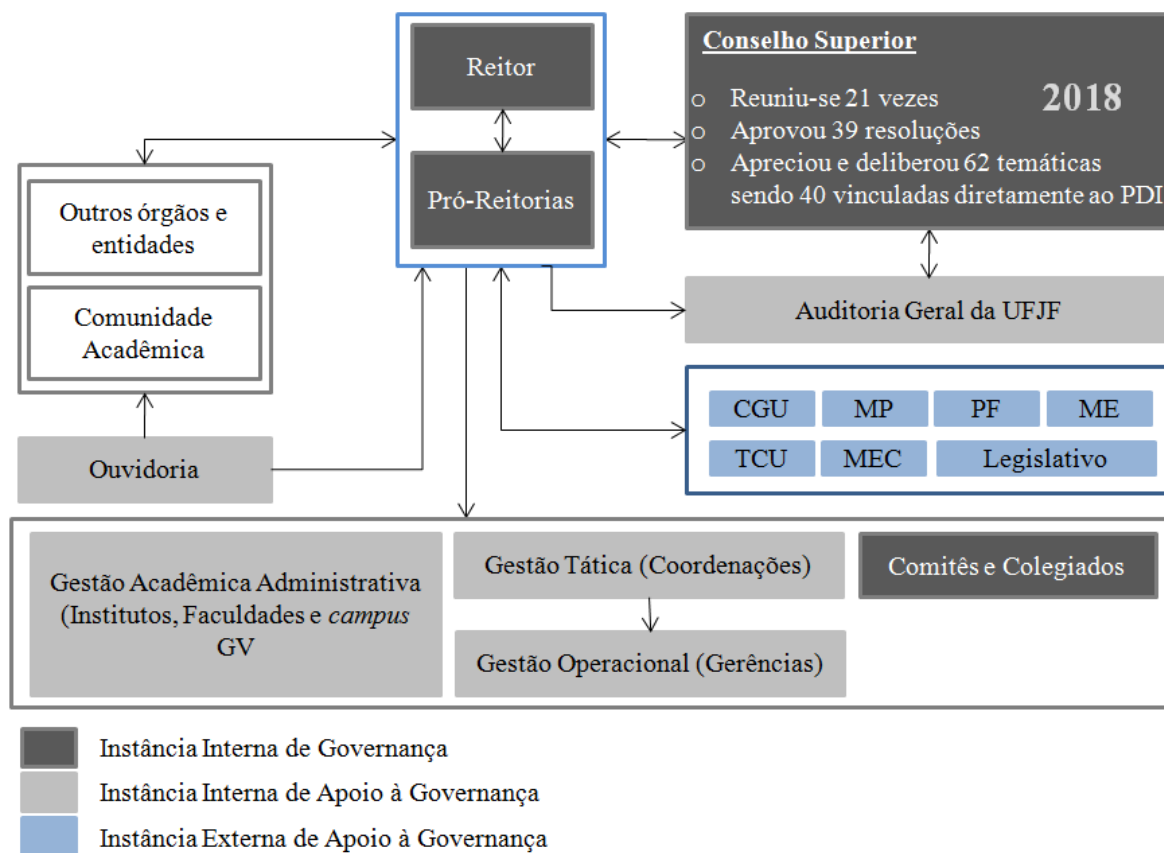 Reitor
Pró-Reitorias
Conselho Superior
2018
o Reuniu-se 21 vezes
o Aprovou 39 resoluções
o Apreciou e deliberou 62 temáticas
sendo 40 vinculadas diretamente ao PDI
Outros órgãos e
entidades
Comunidade
Acadêmica
Auditoria Geral da UFJF
Ouvidoria
CGU
MP
PF
ME
TCU
MEC
Legislativo
Gestão Acadêmica Administrativa
(Institutos, Faculdades e campus
GV
Gestão Tática (Coordenações)
Gestão Operacional (Gerências)
Comitês e Colegiados
Instância Interna de Governança
Instância Interna de Apoio à Governança
Instância Externa de Apoio à Governança